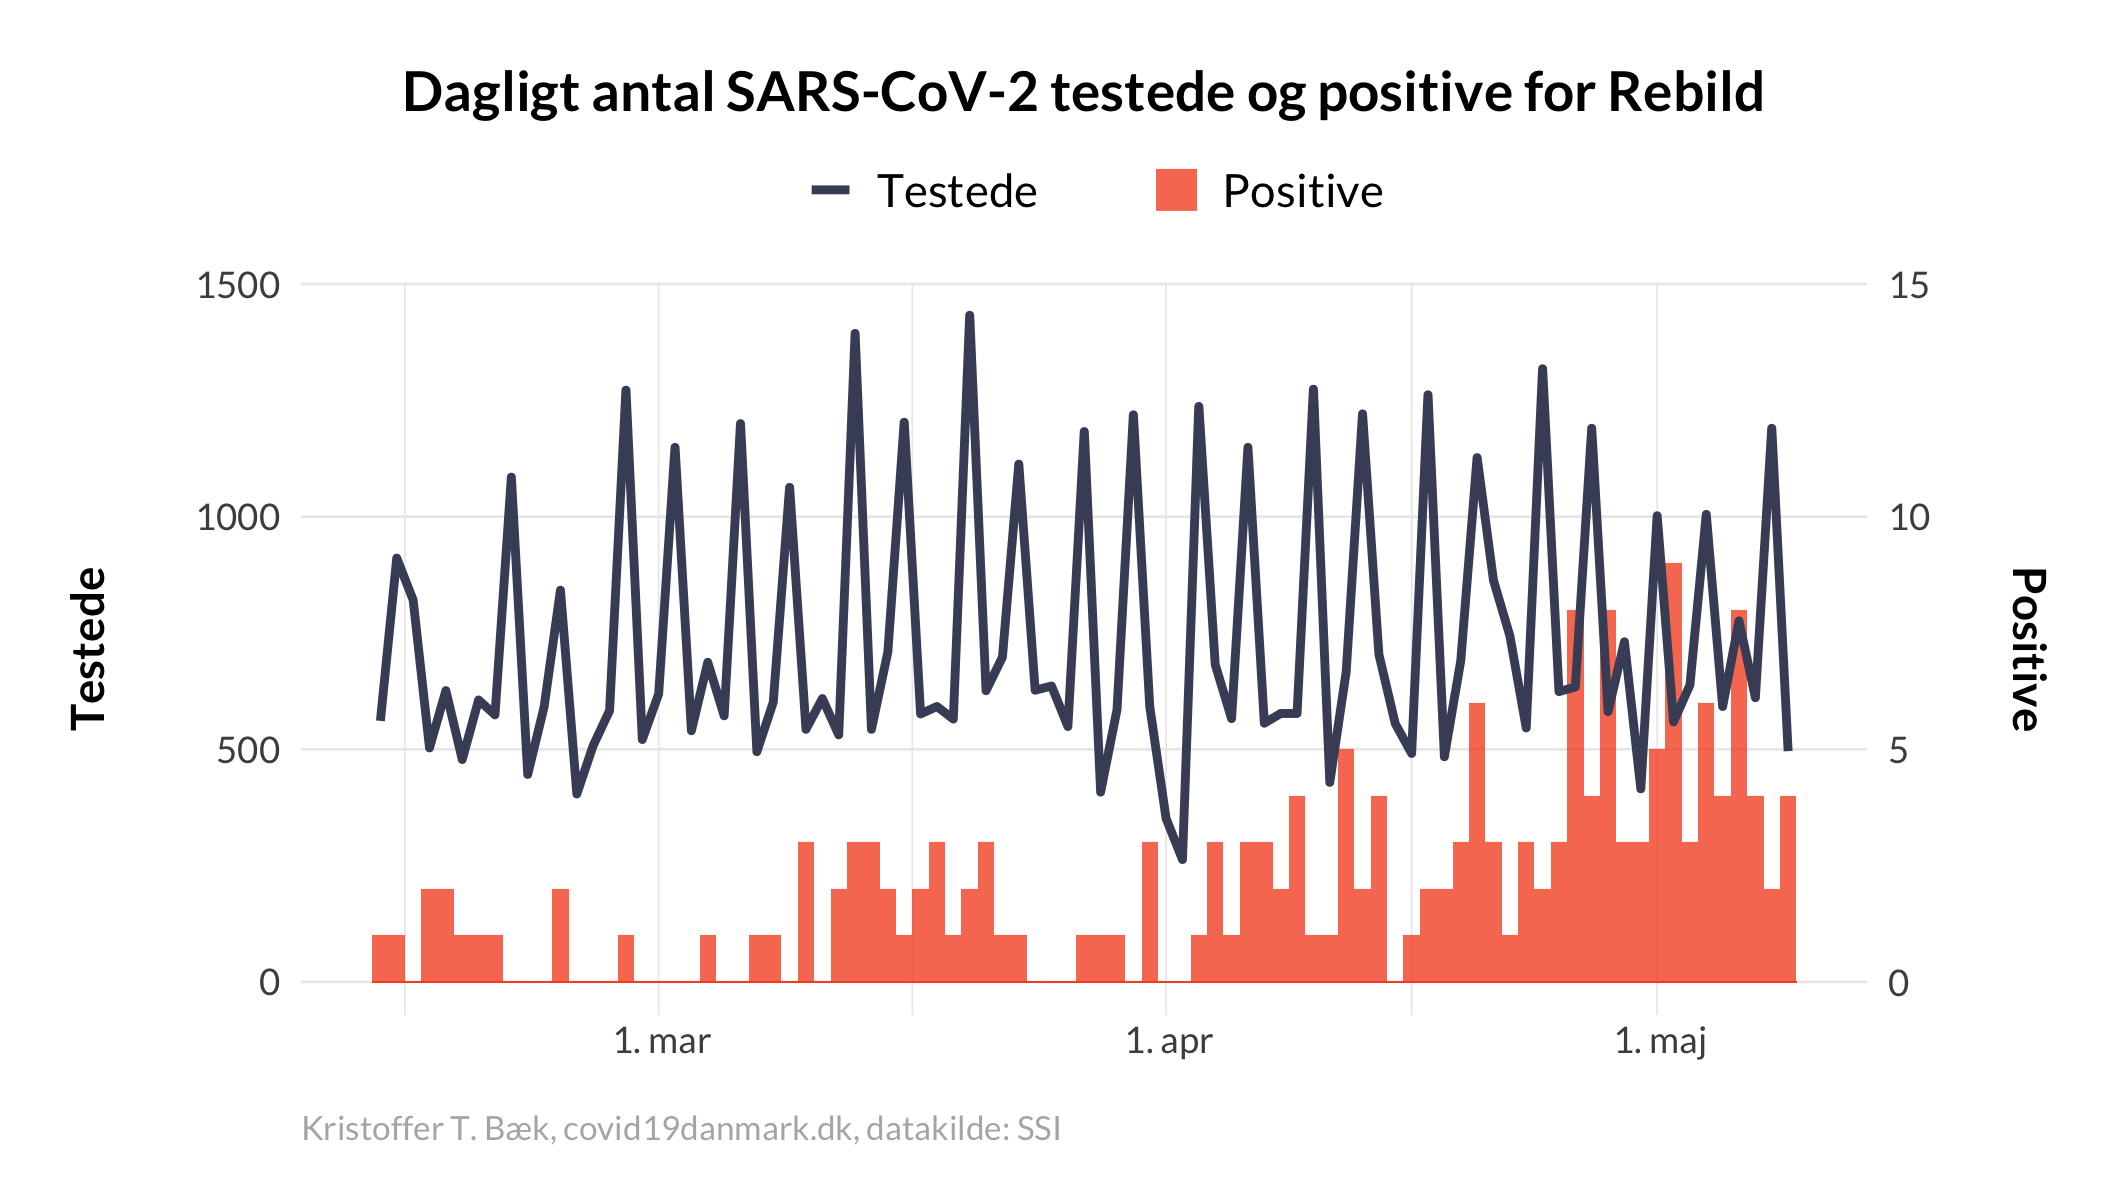 Dagligt antal SARS-CoV-2 testede og positive for Rebild
Testede
Positive
1500
1000
500
0
15
10
5
0
Testede
Positive
1. mar
1. apr
1. maj
Kristoffer T. Bæk, covid19danmark.dk, datakilde: SSI